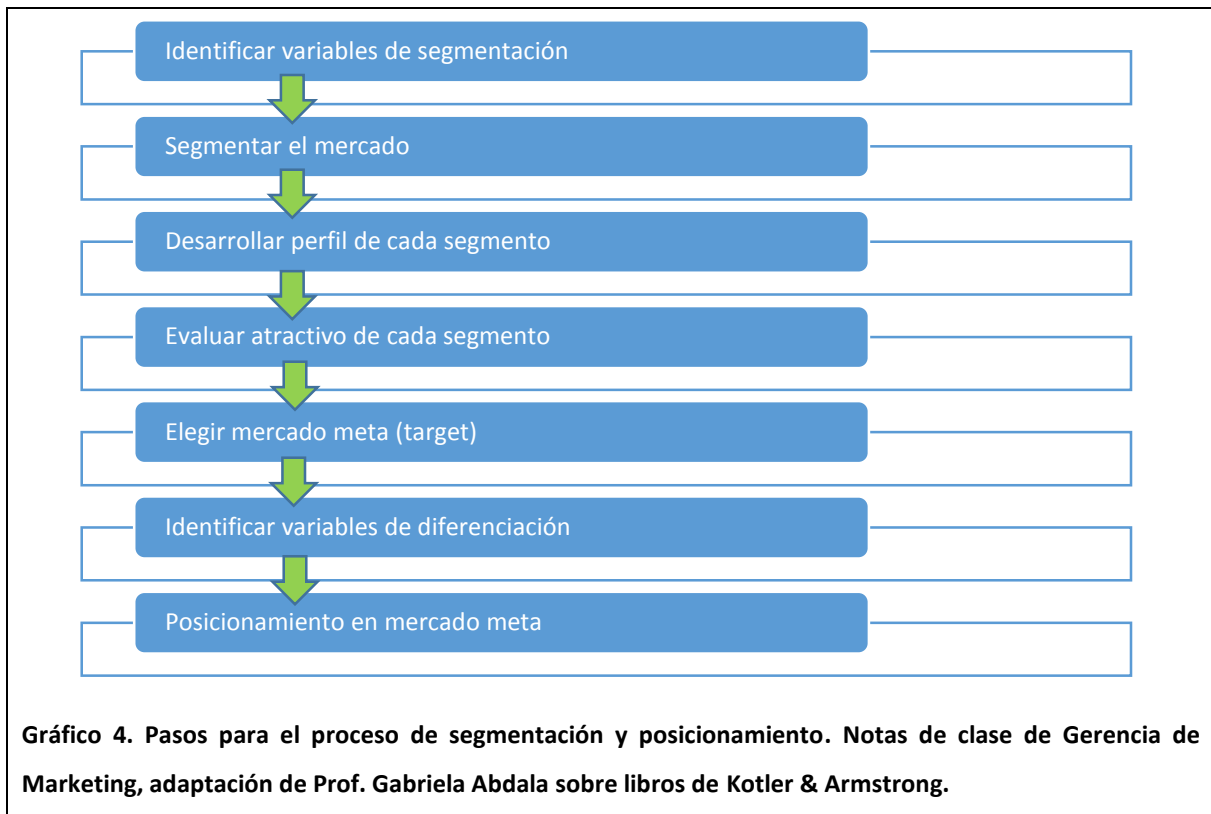 Identificar variables de segmentación
Segmentar el mercado
Desarrollar perfil de cada segmento
Evaluar atractivo de cada segmento
Elegir mercado meta (target)
Identificar variables de diferenciación
Posicionamiento en mercado meta
Gráfico 4. Pasos para el proceso de segmentación y posicionamiento. Notas de clase de Gerencia de
Marketing, adaptación de Prof. Gabriela Abdala sobre libros de Kotler & Armstrong.